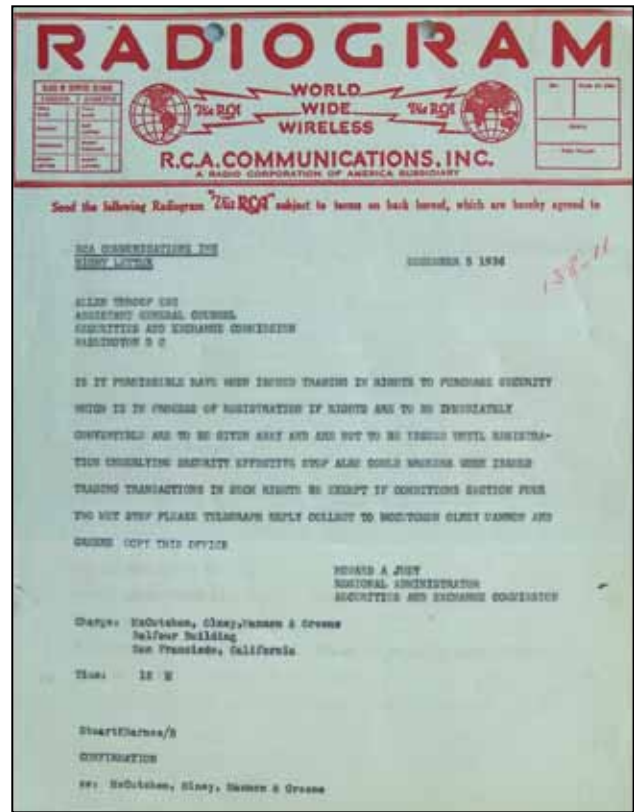 RADIOGRAM
WORLD
WIDE
WIRELESS
Via RCA
Via RCA
R.C.A. COMMUNICATIONS, INC.
A RADIO CORPORATION OF AMERICA SUBSIDIARY
Send the following Radiogram "Via RCA" subject to terms on back hereof, which are hereby agreed to
RCA COMMUNICATIONS INC
NIGHT LETTER
5 1936
ALLEN THROOP ESQ
ASSISTANT GENERAL COUNSEL
SECURITIES AND EXCHANGE COMMISSION
WASHINGTON D C
IS IT PERMISSIBLE HAVE WHEN ISSUED TRADING IN RIGHTS TO PURCHASE SECURITY
WHICH IS IN PROCESS OF REGISTRATION IF RIGHTS ARE TO BE IMMEDIATELY
CONVERTIBLE ARE TO BE GIVEN AWAY AND ARE NOT TO BE ISSUED UNTIL REGISTRA-
TION UNDERLYING SECURITY EFFECTIVE STOP ALSO COULD BROKERS WHEN ISSUED
TRADING TRANSACTIONS IN SUCH RIGHTS BE EXEMPT IF CONDITIONS SECTION FOUR
TWO MET STOP PLEASE TELEGRAPH REPLY COLLECT TO MCCUTCHEN OLNEY MANNON AND
GREENE COPY THIS OFFICE
HOWARD A JUDY
REGIONAL ADMINISTRATOR
SECURITIES AND EXCHANGE COMMISSION
Charge: McCutchen, Olney, Mannon & Greene
Balfour Building
San Francisco, California
Time:
CONFIRMATION
McCutchen, Olney, Mannon & Greene